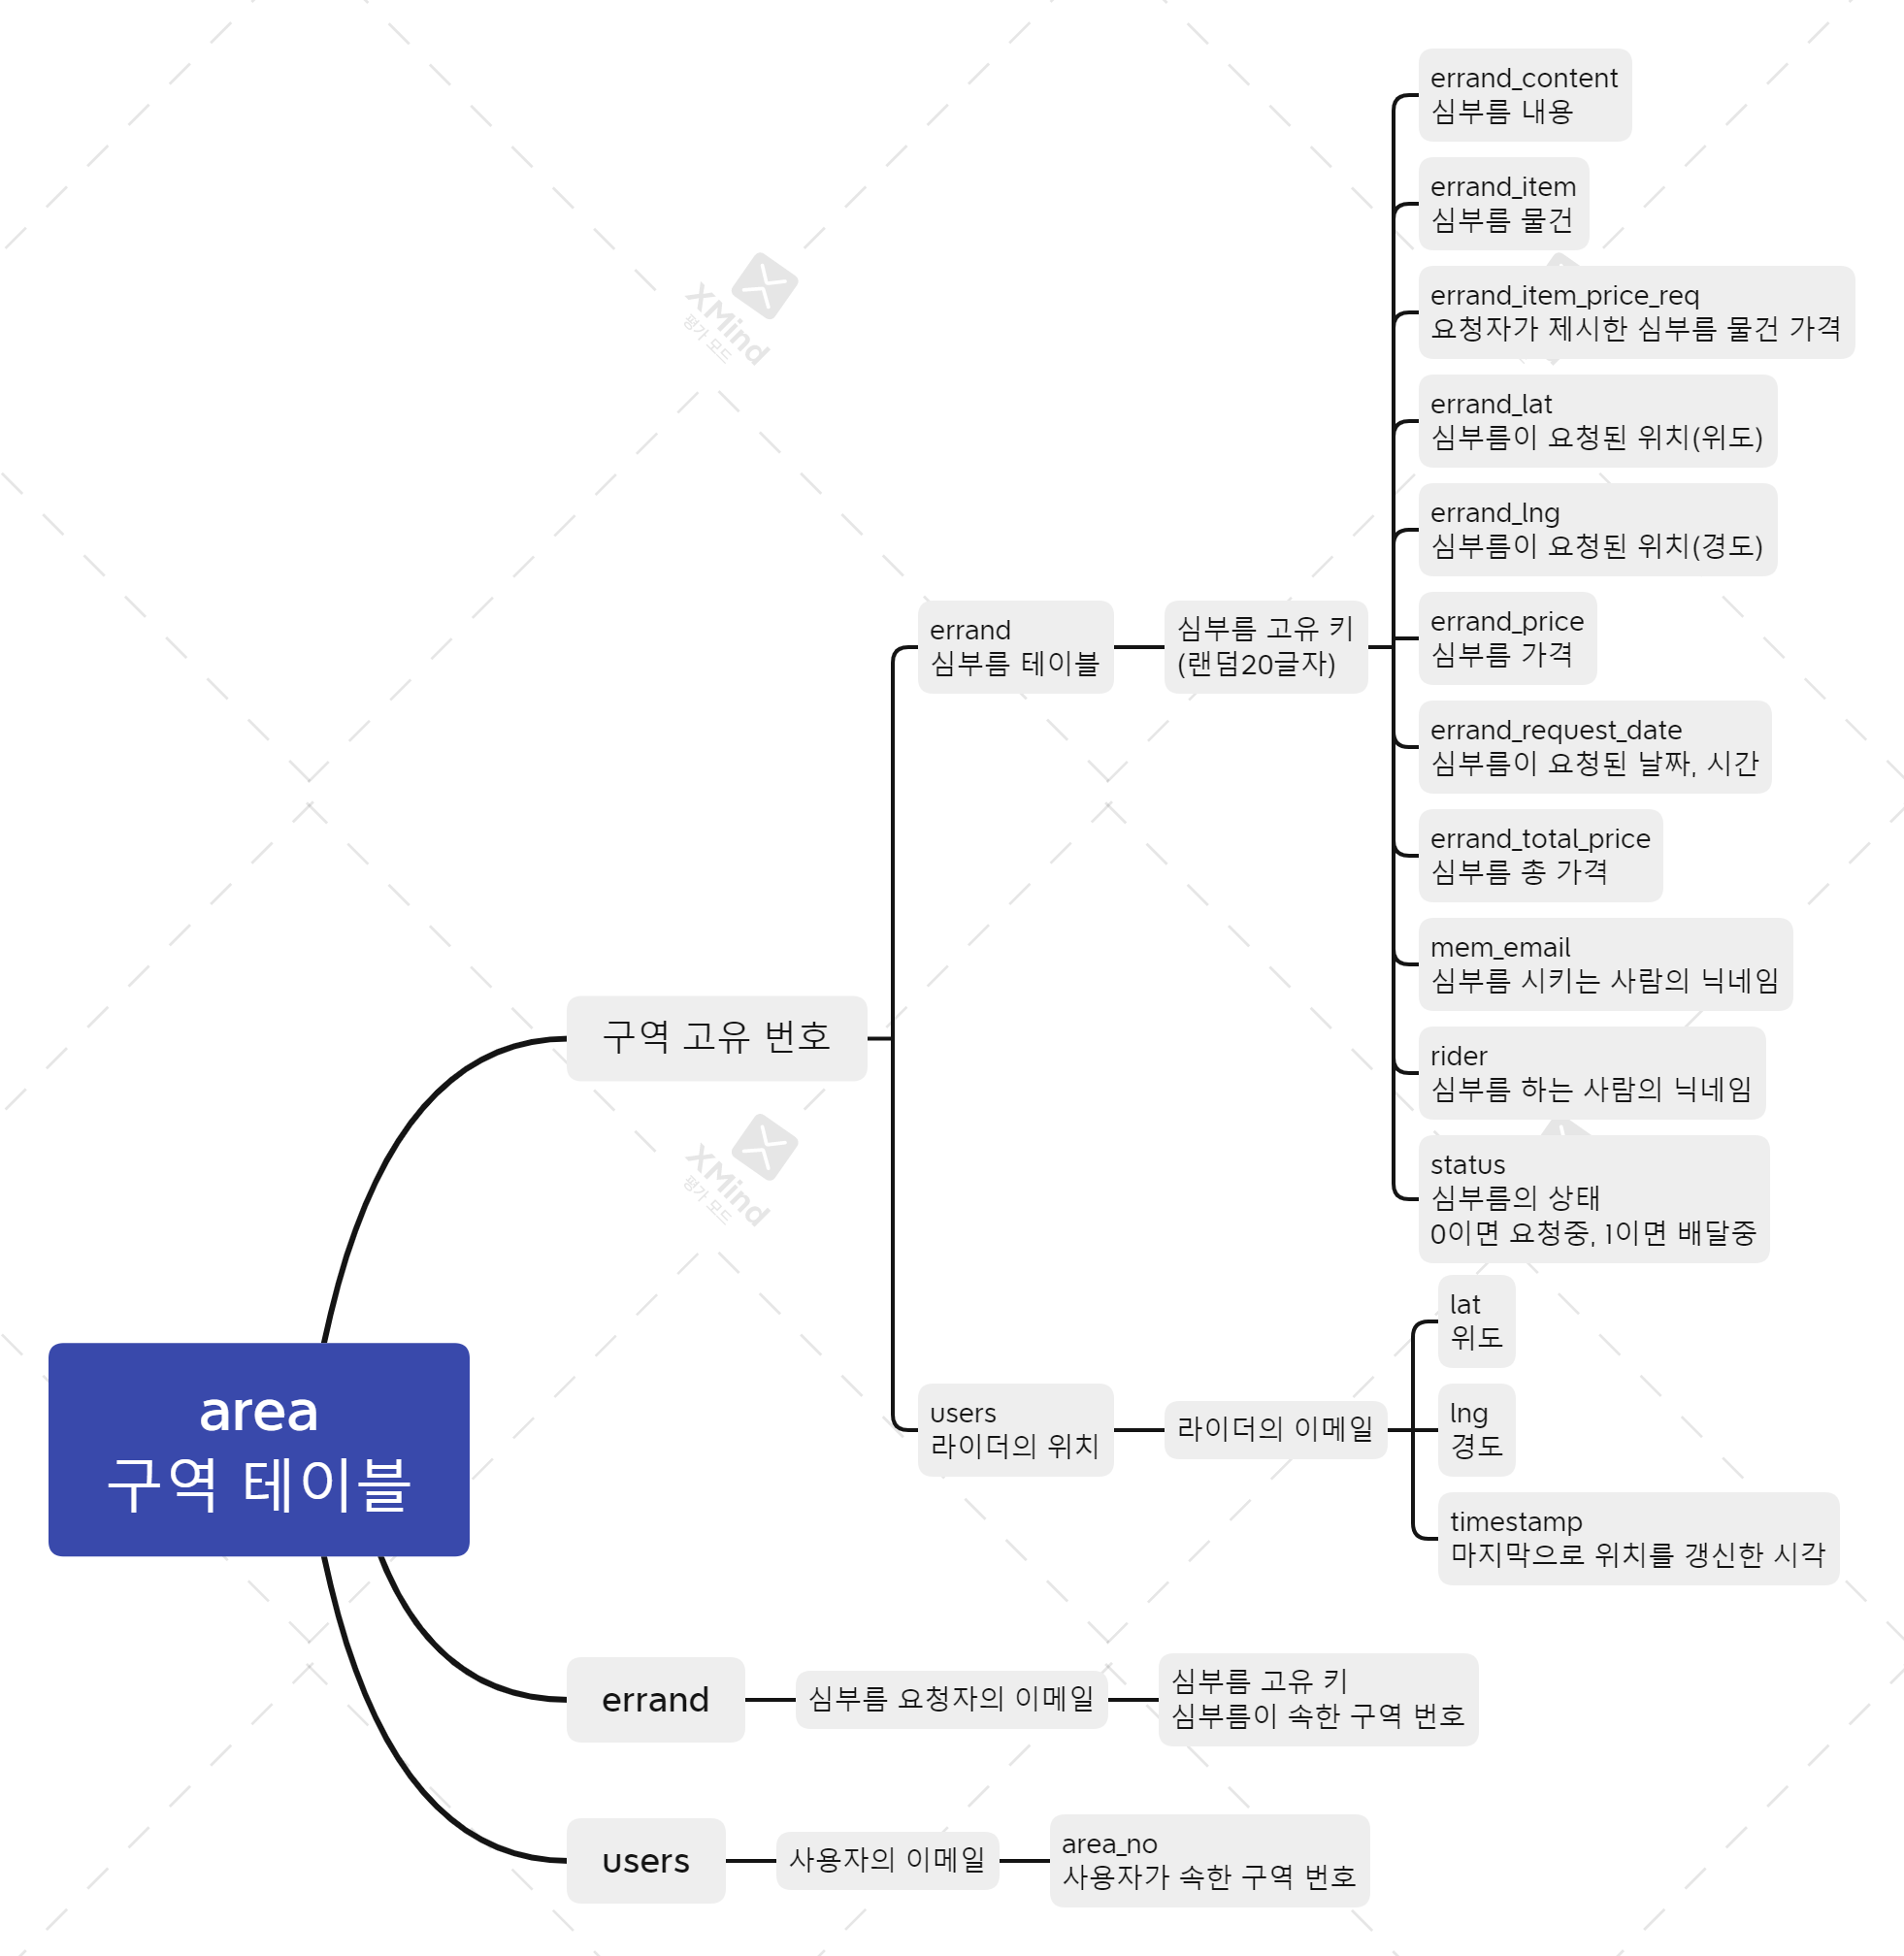 area
구역 테이블
구역 고유 번호
errand
심부름 테이블
심부름 고유 키
(랜덤20글자)
errand_content
심부름 내용
errand_item
심부름 물건
errand_item_price_req
요청자가 제시한 심부름 물건 가격
errand_lat
심부름이 요청된 위치(위도)
errand_lng
심부름이 요청된 위치(경도)
errand_price
심부름 가격
errand_request_date
심부름이 요청된 날짜, 시간
errand_total_price
심부름 총 가격
mem_email
심부름 시키는 사람의 닉네임
rider
심부름 하는 사람의 닉네임
status
심부름의 상태
0이면 요청중, 1이면 배달중
users
라이더의 위치
라이더의 이메일
lat
위도
lng
경도
timestamp
마지막으로 위치를 갱신한 시각
errand
심부름 요청자의 이메일
심부름 고유 키
심부름이 속한 구역 번호
users
사용자의 이메일
area_no
사용자가 속한 구역 번호
XMind
평가 모드
XMind
평가 모드